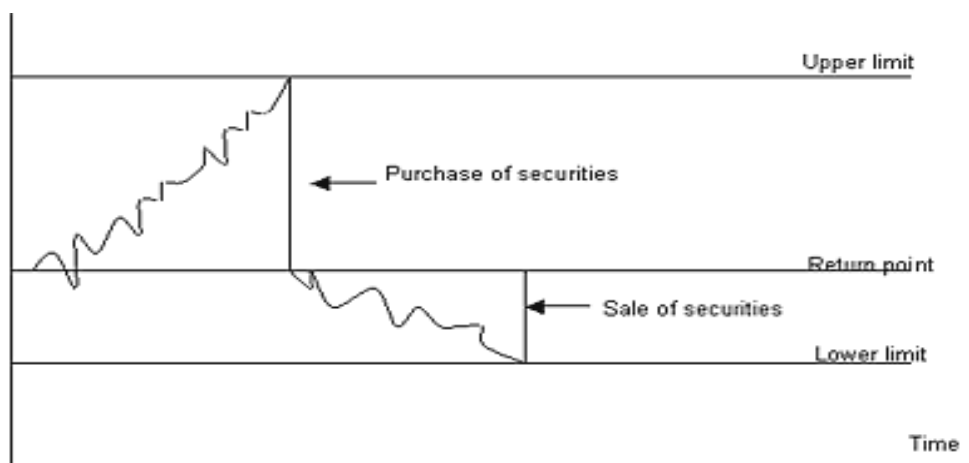 Upper limit
Purchase of securities
Return point
Sale of securities
Lower limit
Time